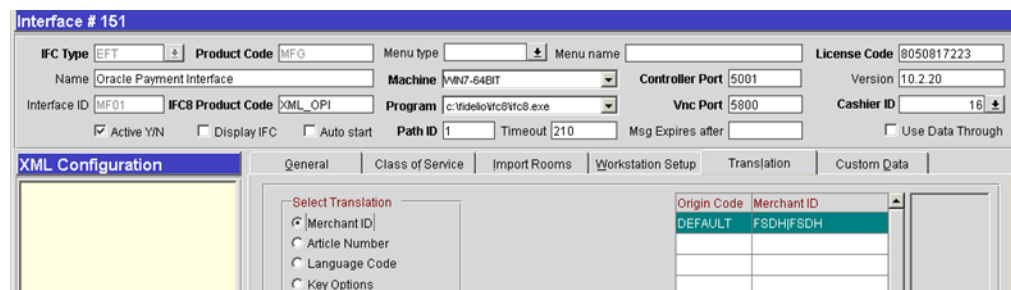 Interface # 151
IFC Type EFT Product Code MFG Menu type Menu name License Code 8050817223
Name Oracle Payment Interface Machine WIN7-64BIT Controller Port 5001 Version 10.2.20
Interface ID MF01 IFC8 Product Code XML_OPI Program c:\fidelio\ifc8\ifc8.exe Vnc Port 5800 Cashier ID 16
Active Y/N Display IFC Auto start Path ID 1 Timeout 210 Msg Expires after Use Data Through
XML Configuration General Class of Service Import Rooms Workstation Setup Translation Custom Data
Select Translation Origin Code Merchant ID
Merchant ID DEFAULT FSDH|FSDH
Article Number
Language Code
Key Options